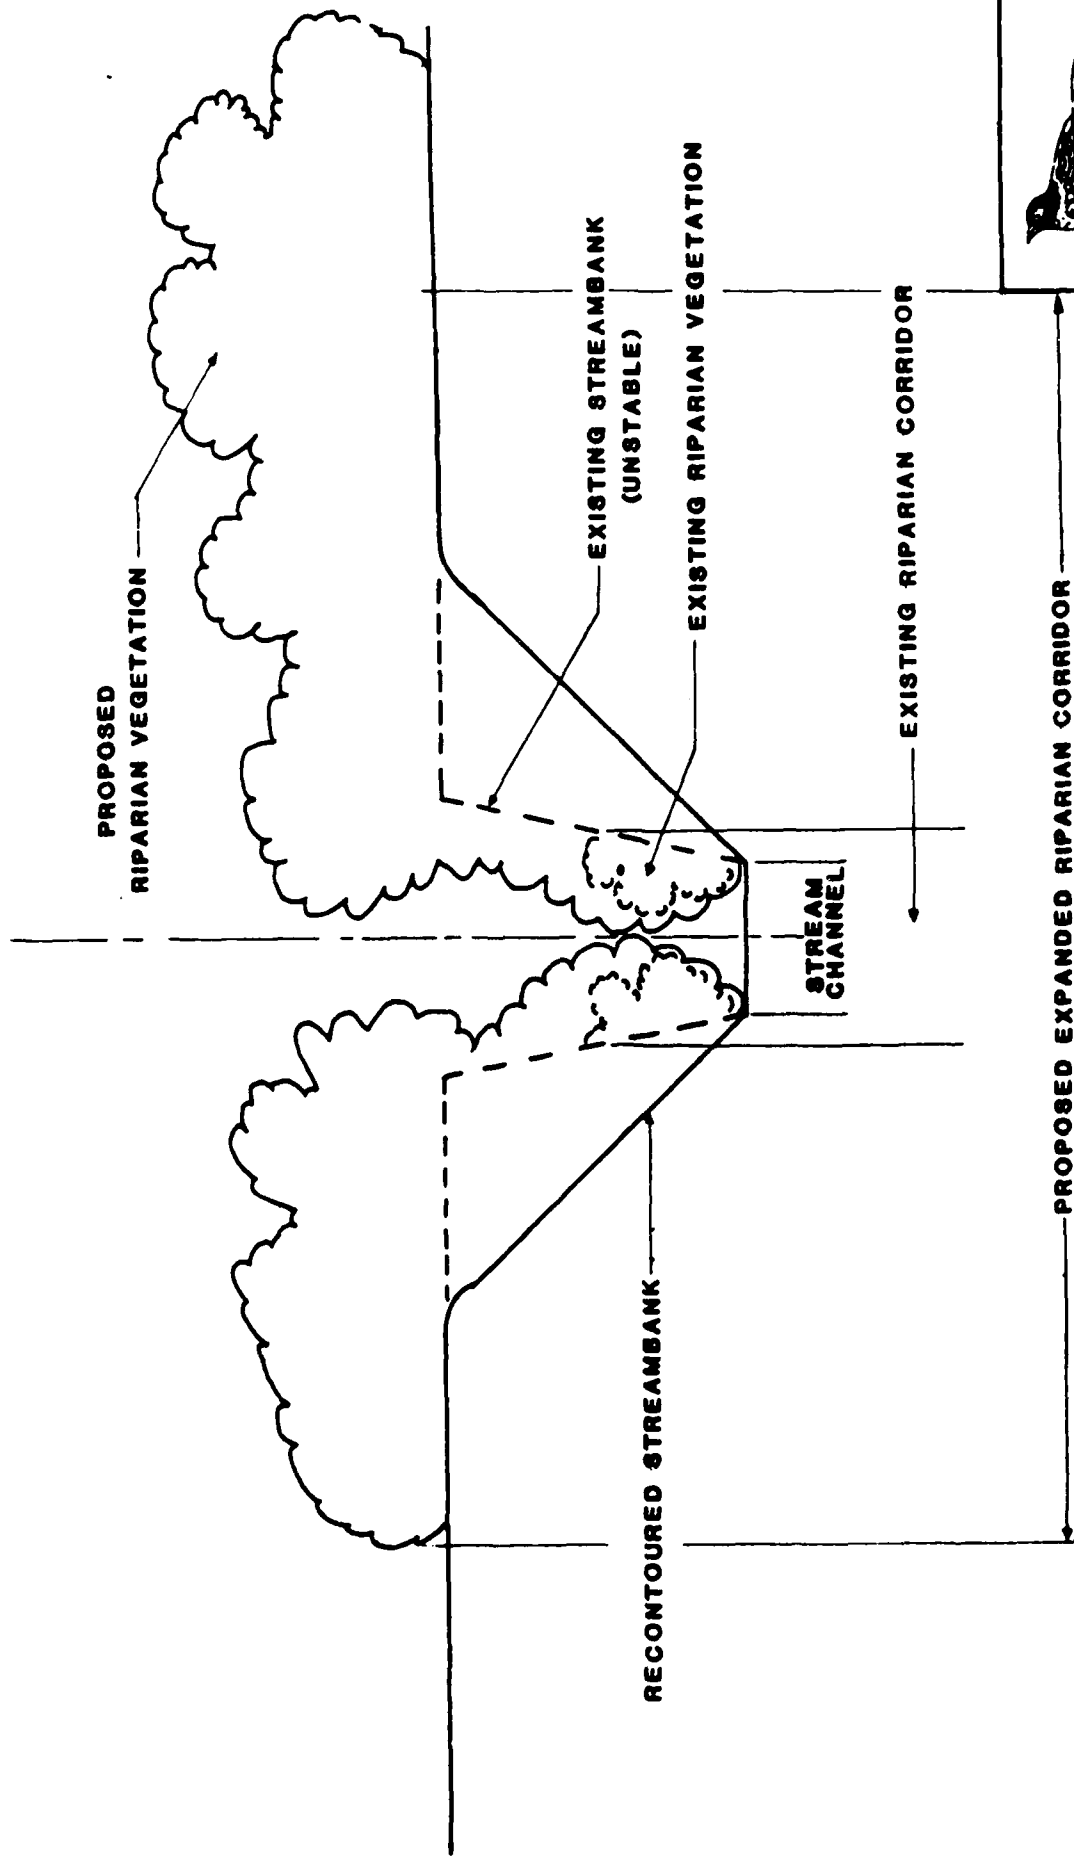 PROPOSED
RIPARIAN VEGETATION
EXISTING STREAMBANK
(UNSTABLE)
EXISTING RIPARIAN VEGETATION
STREAM
CHANNEL
RECONTOURED STREAMBANK
EXISTING RIPARIAN CORRIDOR
PROPOSED EXPANDED RIPARIAN CORRIDOR